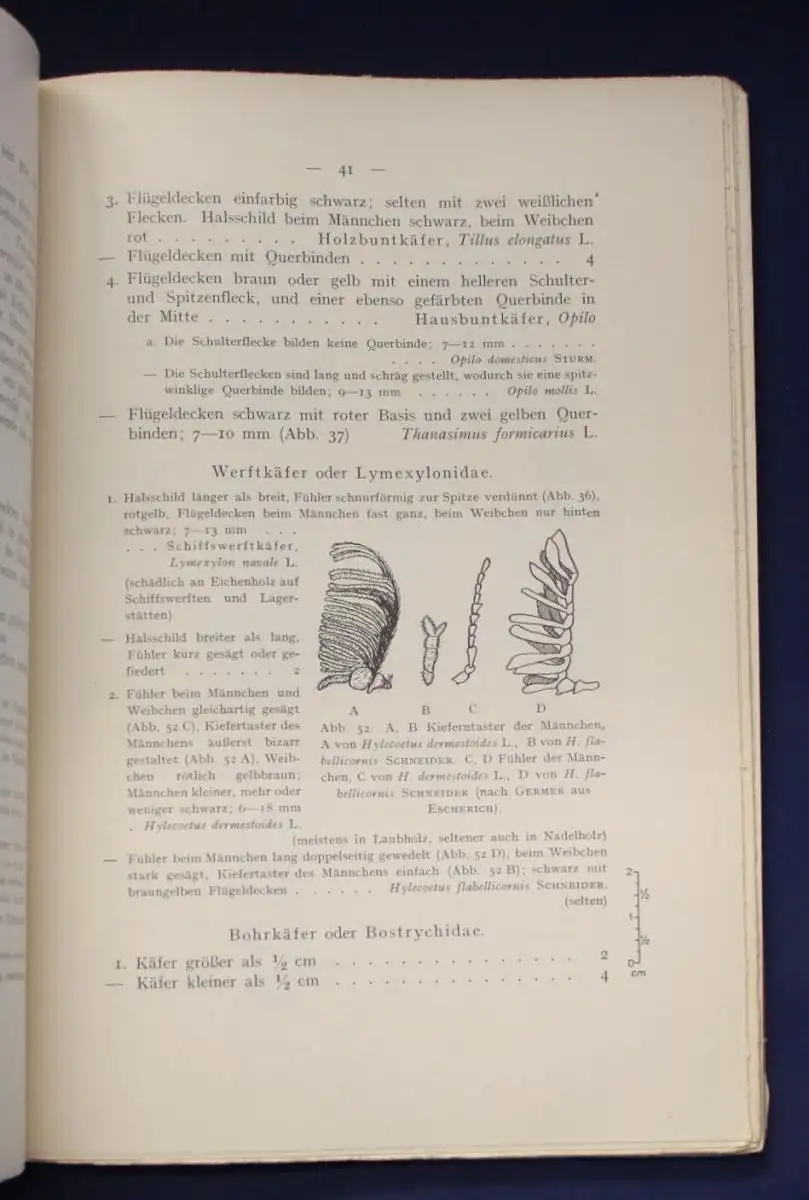 — 41 —
3. Flügeldecken einfarbig schwarz; selten mit zwei weißlichen
Flecken. Halsschild beim Männchen schwarz, beim Weibchen
rot . . . . . . . . . Holzbuntkäfer, Tillus elongatus L.
— Flügeldecken mit Querbinden . . . . . . . . . . . . . 4
4. Flügeldecken braun oder gelb mit einem helleren Schulter-
und Spitzenfleck, und einer ebenso gefärbten Querbinde in
der Mitte . . . . . . . . . . . Hausbuntkäfer, Opilo
a. Die Schulterflecke bilden keine Querbinde; 7—12 mm . . . . . . .
. . . . Opilo domesticus STURM.
— Die Schulterflecken sind lang und schräg gestellt, wodurch sie eine spitz-
winklige Querbinde bilden; 9—13 mm . . . . . . Opilo mollis L.
— Flügeldecken schwarz mit roter Basis und zwei gelben Quer-
binden; 7—10 mm (Abb. 37) Thanasimus formicarius L.
Werftkäfer oder Lymexylonidae.
1. Halsschild länger als breit, Fühler schnurförmig zur Spitze verdünnt (Abb. 36),
rotgelb, Flügeldecken beim Männchen fast ganz, beim Weibchen nur hinten
schwarz; 7—13 mm . . .
. . . Schiffswerftkäfer,
Lymexylon navale L.
(schädlich an Eichenholz auf
Schiffswerften und Lager-
stätten)
— Halsschild breiter als lang,
Fühler kurz gesägt oder ge-
fiedert . . . . . . . 2
2. Fühler beim Männchen und
Weibchen gleichartig gesägt
(Abb. 52 C), Kiefertaster des
Männchens äußerst bizarr
gestaltet (Abb. 52 A), Weib-
chen rötlich gelbbraun;
Männchen kleiner, mehr oder
weniger schwarz; 6—18 mm
. Hylecoetus dermestoides L.
A B C D
Abb. 52. A, B Kieferntaster der Männchen,
A von Hylecoetus dermestoides L., B von H. fla-
bellicornis SCHNEIDER. C, D Fühler der Männ-
chen, C von H. dermestoides L., D von H. fla-
bellicornis SCHNEIDER (nach GERMER aus
ESCHERICH).
(meistens in Laubholz, seltener auch in Nadelholz)
— Fühler beim Männchen lang doppelseitig gewedelt (Abb. 52 D), beim Weibchen
stark gesägt, Kiefertaster des Männchens einfach (Abb. 52 B); schwarz mit
braungelben Flügeldecken . . . . . . Hylecoetus flabellicornis SCHNEIDER.
(selten)
Bohrkäfer oder Bostrychidae.
1. Käfer größer als ½ cm . . . . . . . . . . . . . . . 2
— Käfer kleiner als ½ cm . . . . . . . . . . . . . . . 4
2
½
1
½
0
cm